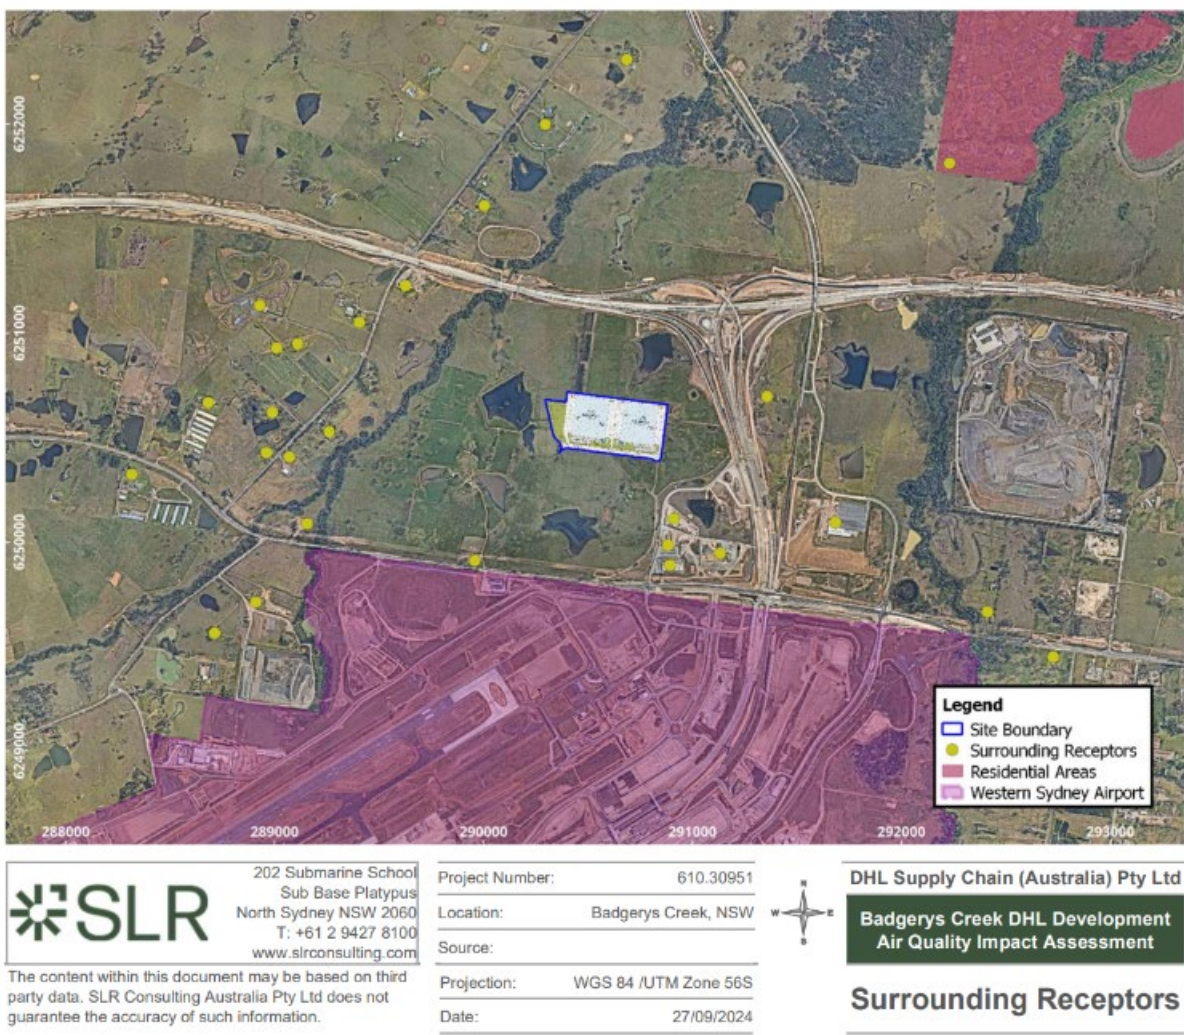 6252000
6251000
6250000
6249000
288000
289000
290000
291000
292000
293000
Legend
Site Boundary
Surrounding Receptors
Residential Areas
Western Sydney Airport
SLR
202 Submarine School
Sub Base Platypus
North Sydney NSW 2060
T: +61 2 9427 8100
www.slrconsulting.com
The content within this document may be based on third
party data. SLR Consulting Australia Pty Ltd does not
guarantee the accuracy of such information.
Project Number: 610.30951
Location: Badgerys Creek, NSW
Source:
Projection: WGS 84 /UTM Zone 56S
Date: 27/09/2024
N
W E
S
DHL Supply Chain (Australia) Pty Ltd
Badgerys Creek DHL Development
Air Quality Impact Assessment
Surrounding Receptors